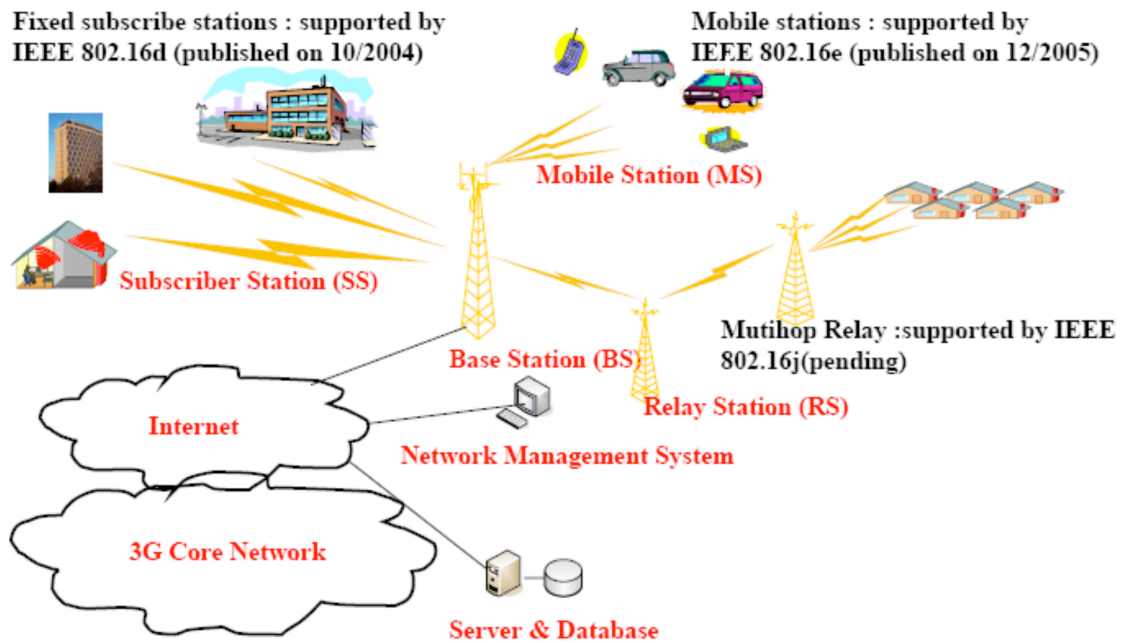 Fixed subscribe stations : supported by
IEEE 802.16d (published on 10/2004)
Mobile stations : supported by
IEEE 802.16e (published on 12/2005)
Mobile Station (MS)
Subscriber Station (SS)
Mutihop Relay :supported by IEEE
802.16j(pending)
Base Station (BS)
Relay Station (RS)
Internet
Network Management System
3G Core Network
Server & Database